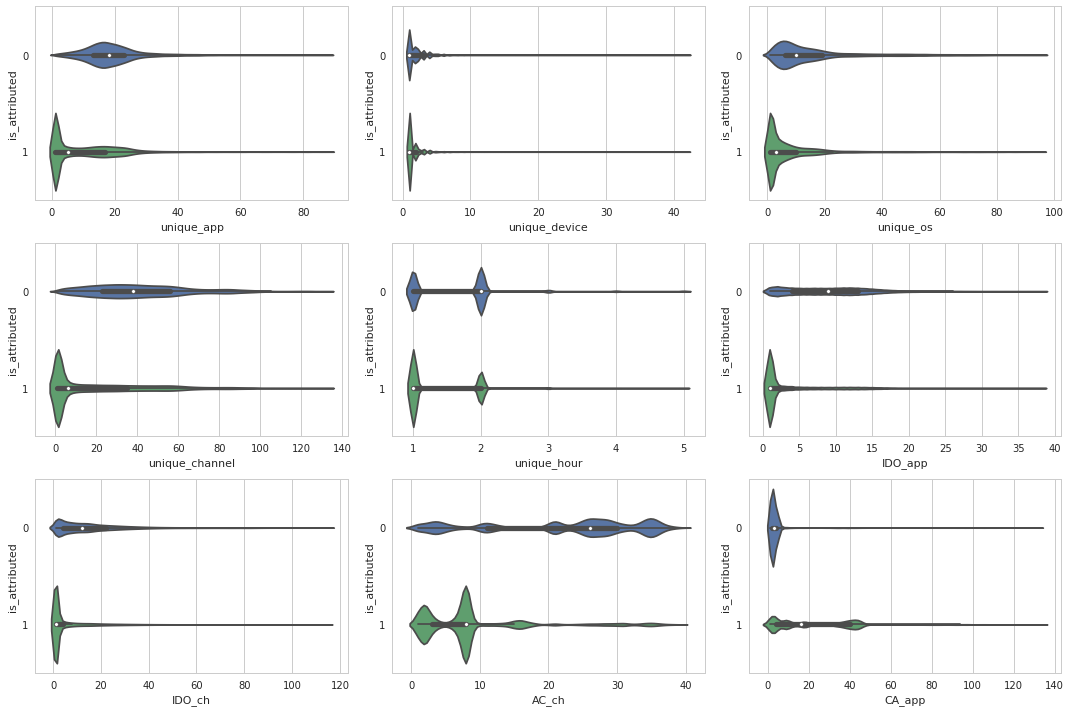 is_attributed
0
1
0 20 40 60 80
unique_app
is_attributed
0
1
0 10 20 30 40
unique_device
is_attributed
0
1
0 20 40 60 80 100
unique_os
is_attributed
0
1
0 20 40 60 80 100 120 140
unique_channel
is_attributed
0
1
1 2 3 4 5
unique_hour
is_attributed
0
1
0 5 10 15 20 25 30 35 40
IDO_app
is_attributed
0
1
0 20 40 60 80 100 120
IDO_ch
is_attributed
0
1
0 10 20 30 40
AC_ch
is_attributed
0
1
0 20 40 60 80 100 120 140
CA_app